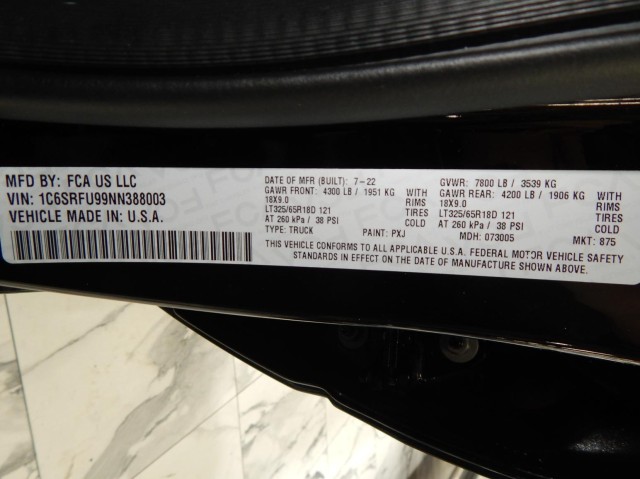 MFD BY: FCA US LLC
VIN: 1C6SRFU99NN388003
VEHICLE MADE IN U.S.A.
DATE OF MFR (BUILT): 7-22 GVWR: 7800 LB / 3539 KG
GAWR FRONT: 4300 LB / 1951 KG WITH GAWR REAR: 4200 LB / 1906 KG WITH
18X9.0 RIMS 18X9.0 RIMS
LT325/65R18D 121 TIRES LT325/65R18D 121 TIRES
AT 260 kPa / 38 PSI COLD AT 260 kPa / 38 PSI COLD
TYPE: TRUCK PAINT: PXJ MDH: 073005 MKT: 875
THIS VEHICLE CONFORMS TO ALL APPLICABLE U.S.A. FEDERAL MOTOR VEHICLE SAFETY
STANDARDS IN EFFECT ON THE DATE OF MANUFACTURE SHOWN ABOVE.